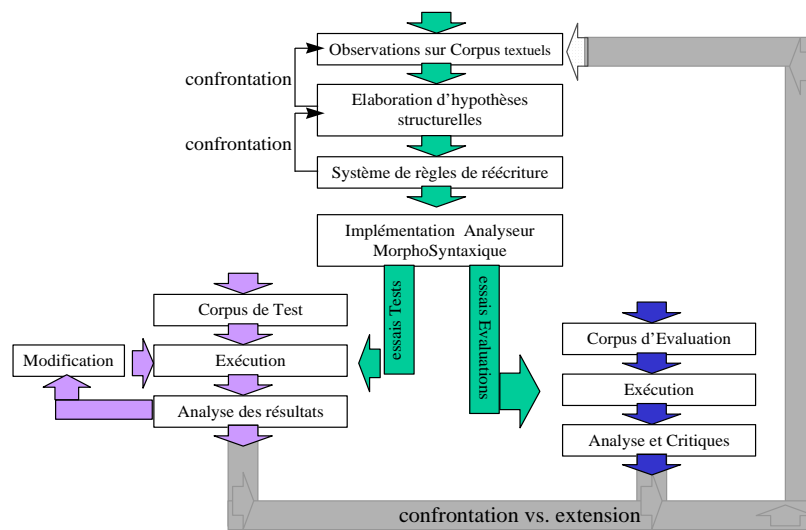 Observations sur Corpus textuels
confrontation
Elaboration d'hypothèses
structurelles
confrontation
Système de règles de réécriture
Implémentation Analyseur
MorphoSyntaxique
essais Tests
essais Evaluations
Corpus de Test
Modification
Exécution
Analyse des résultats
Corpus d'Evaluation
Exécution
Analyse et Critiques
confrontation vs. extension